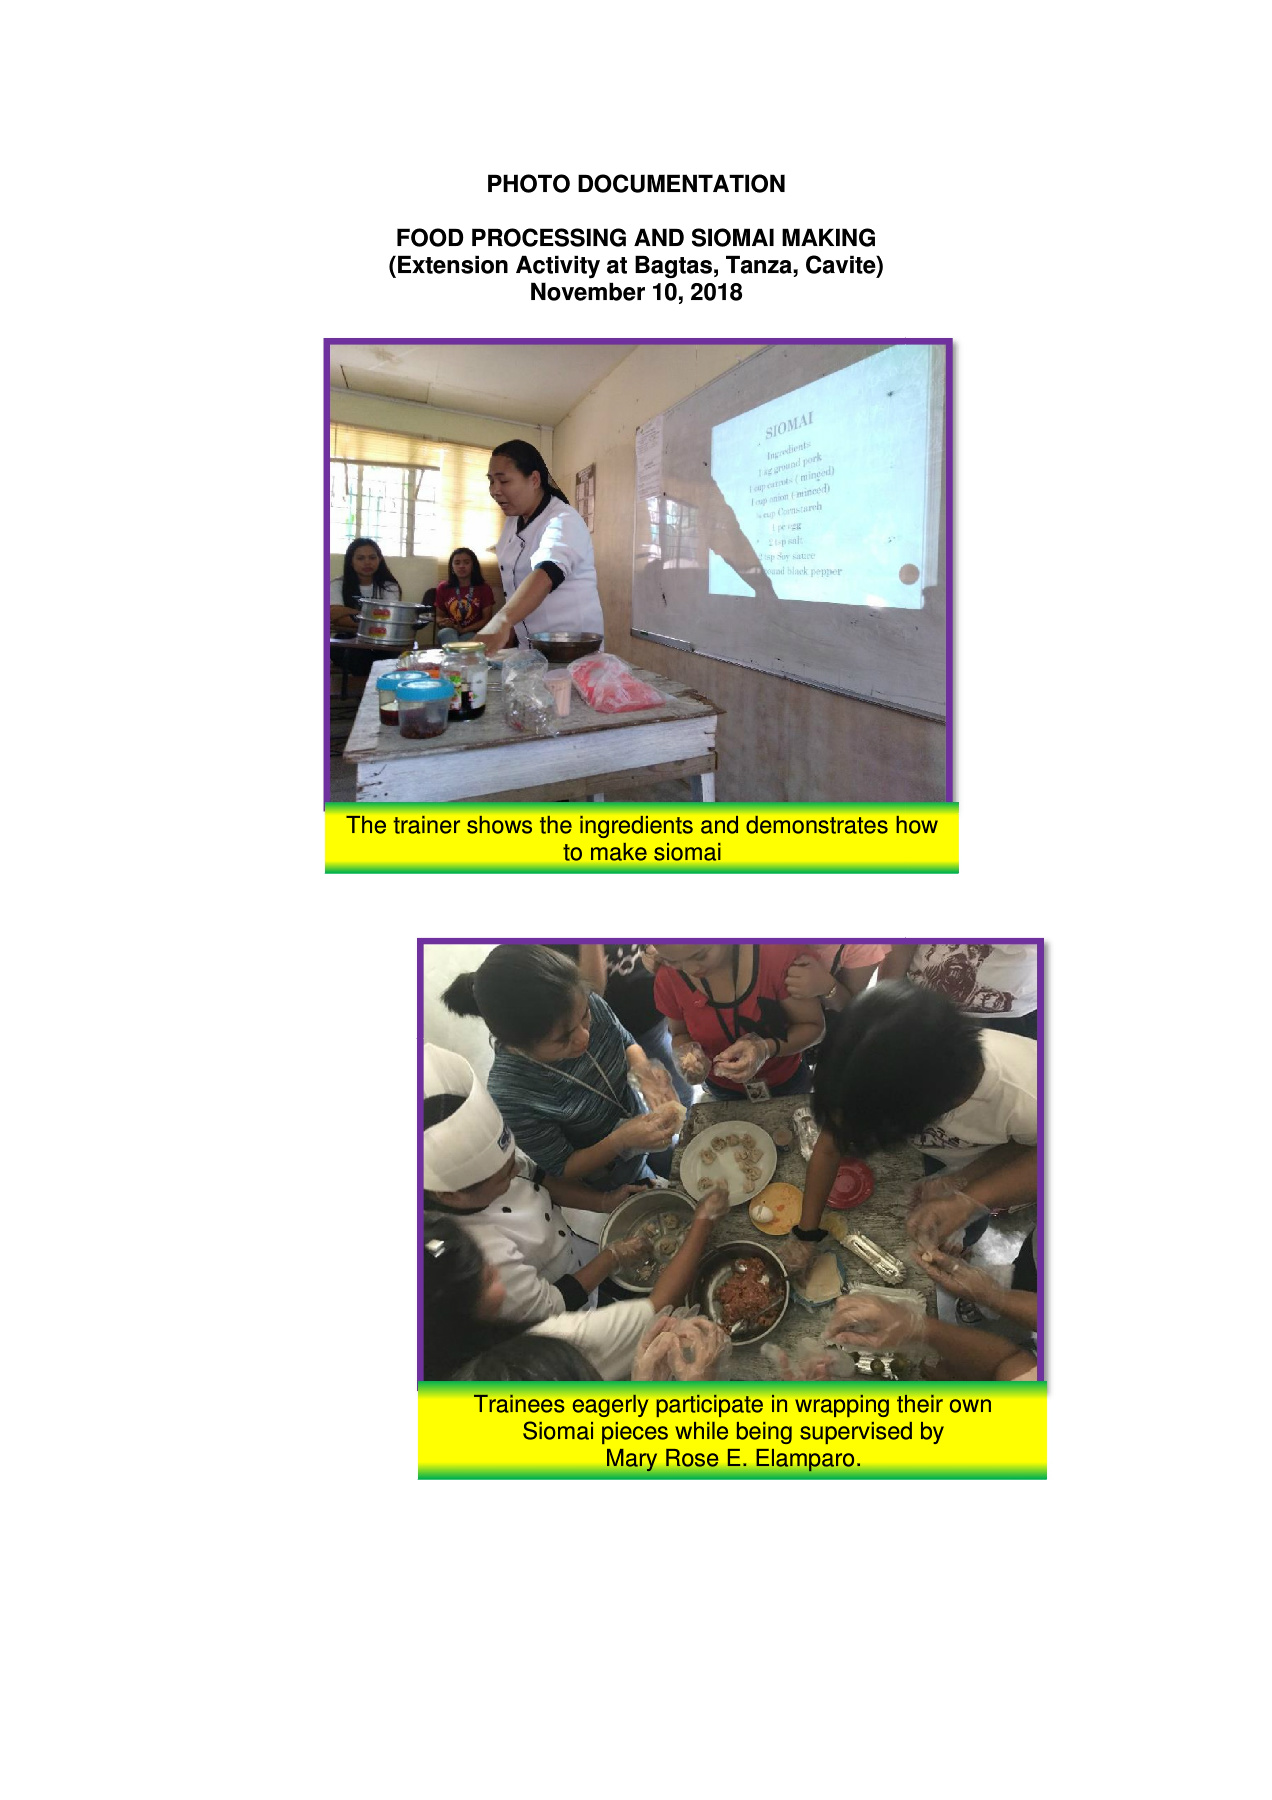 PHOTO DOCUMENTATION
FOOD PROCESSING AND SIOMAI MAKING
(Extension Activity at Bagtas, Tanza, Cavite)
November 10, 2018
SIOMAI
Ingredients
1 kg ground pork
1 cup carrots ( minced)
1 cup onion ( minced)
cup Cornstarch
1 pc egg
2 tsp salt
tsp Soy sauce
ground black pepper
The trainer shows the ingredients and demonstrates how
to make siomai
Trainees eagerly participate in wrapping their own
Siomai pieces while being supervised by
Mary Rose E. Elamparo.